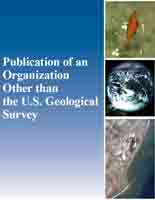 Publication of an
Organization
Other than
the U.S. Geological
Survey